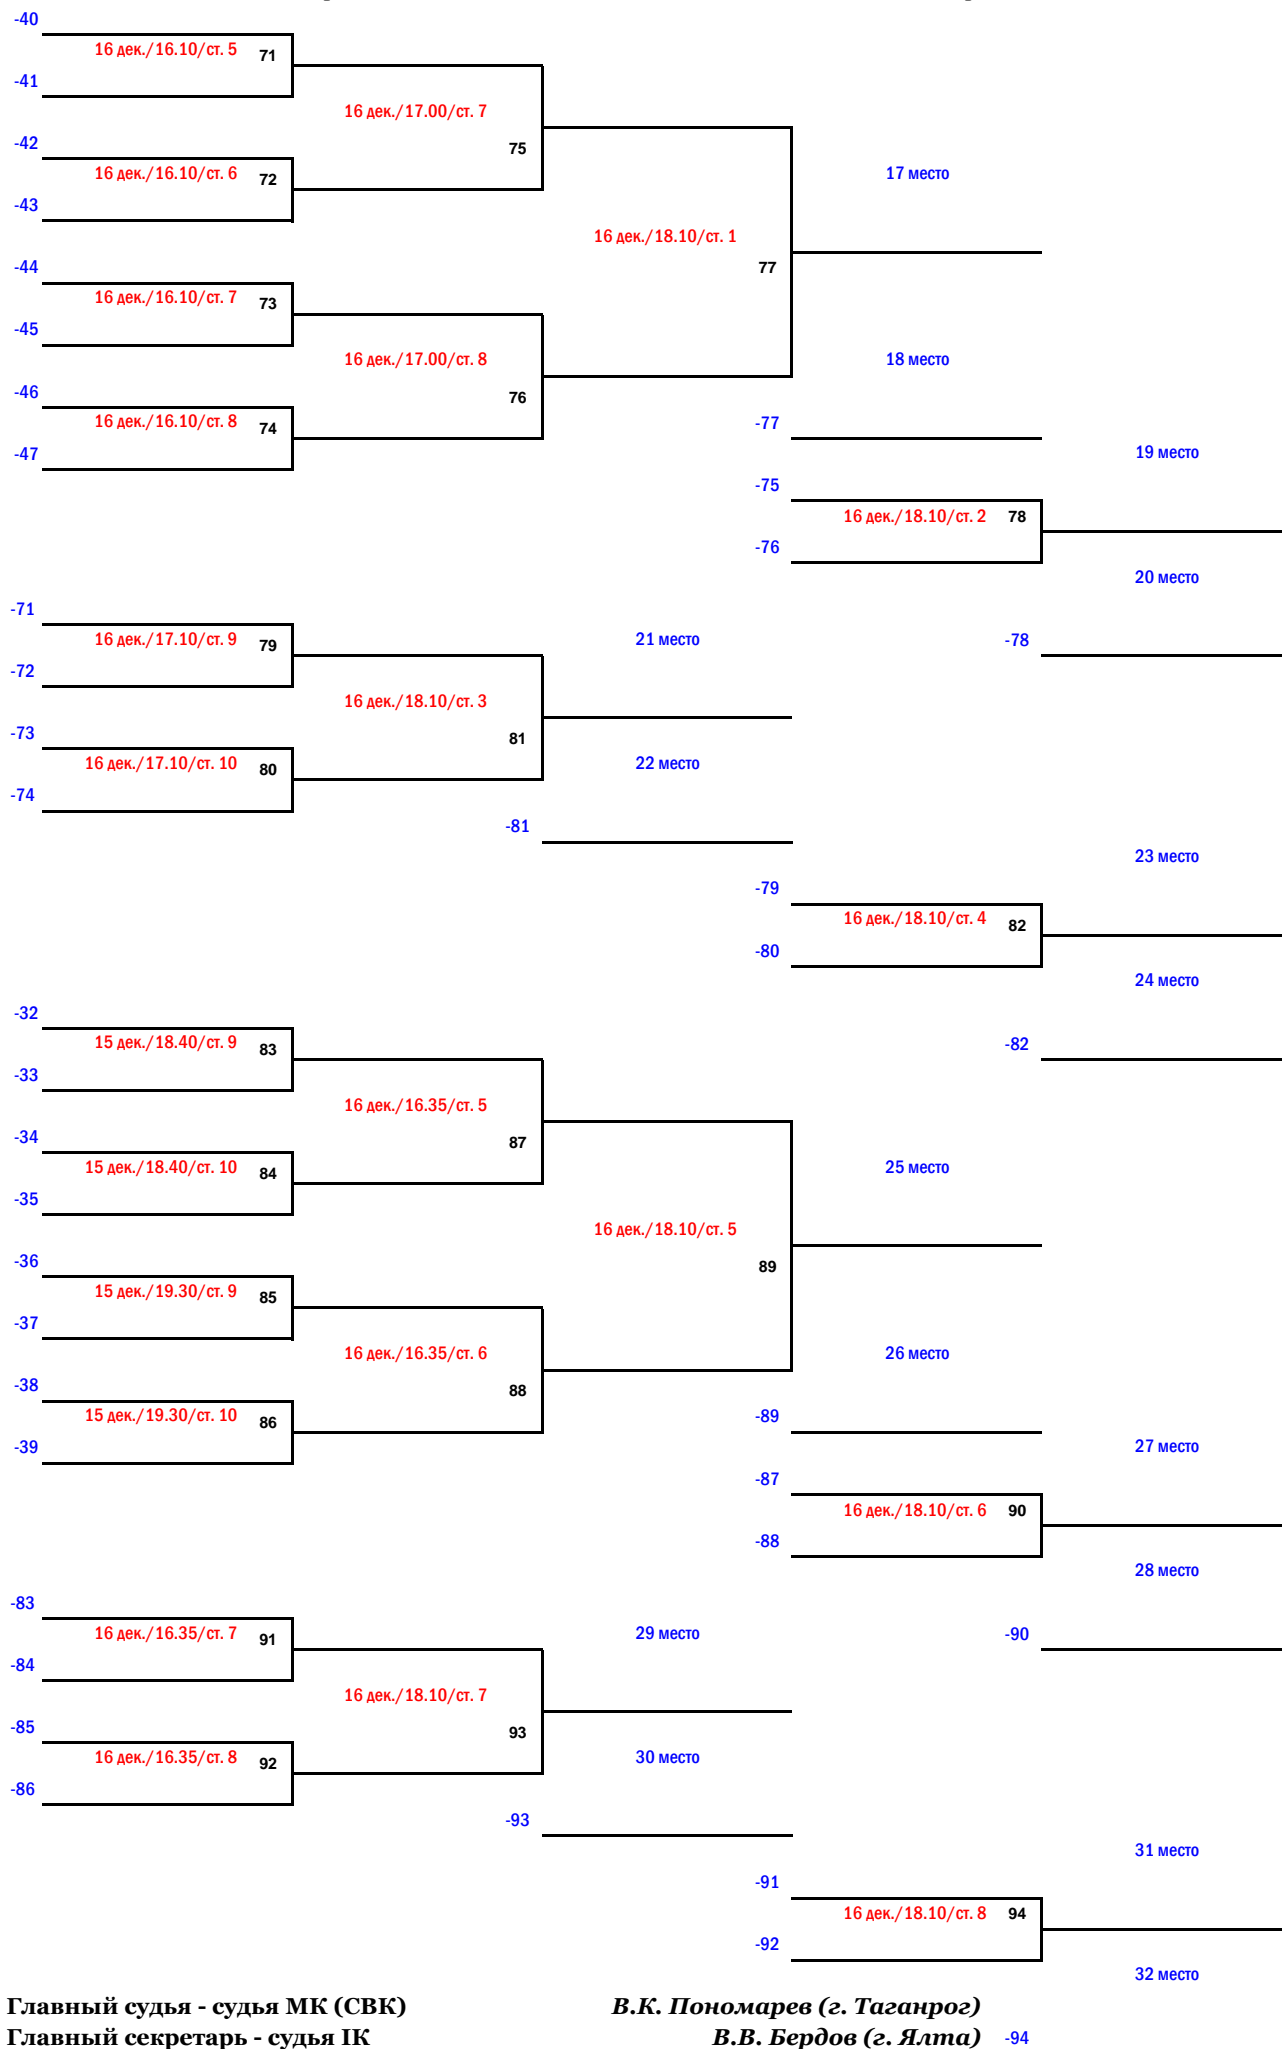 -40
16 дек./16.10/ст. 5 71
-41
16 дек./17.00/ст. 7
75
-42
16 дек./16.10/ст. 6 72
17 место
-43
16 дек./18.10/ст. 1
77
-44
16 дек./16.10/ст. 7 73
-45
16 дек./17.00/ст. 8
18 место
-46
76
16 дек./16.10/ст. 8 74
-77
-47
19 место
-75
16 дек./18.10/ст. 2 78
-76
20 место
-71
16 дек./17.10/ст. 9 79
21 место
-78
-72
16 дек./18.10/ст. 3
-73
81
16 дек./17.10/ст. 10 80
22 место
-74
-81
23 место
-79
16 дек./18.10/ст. 4 82
-80
24 место
-32
15 дек./18.40/ст. 9 83
-82
-33
16 дек./16.35/ст. 5
-34
87
15 дек./18.40/ст. 10 84
25 место
-35
16 дек./18.10/ст. 5
-36
89
15 дек./19.30/ст. 9 85
-37
16 дек./16.35/ст. 6
26 место
-38
88
15 дек./19.30/ст. 10 86
-89
-39
27 место
-87
16 дек./18.10/ст. 6 90
-88
28 место
-83
16 дек./16.35/ст. 7 91
29 место
-90
-84
16 дек./18.10/ст. 7
-85
93
16 дек./16.35/ст. 8 92
30 место
-86
-93
31 место
-91
16 дек./18.10/ст. 8 94
-92
32 место
Главный судья - судья МК (СВК) В.К. Пономарев (г. Таганрог)
Главный секретарь - судья IК В.В. Бердов (г. Ялта) -94